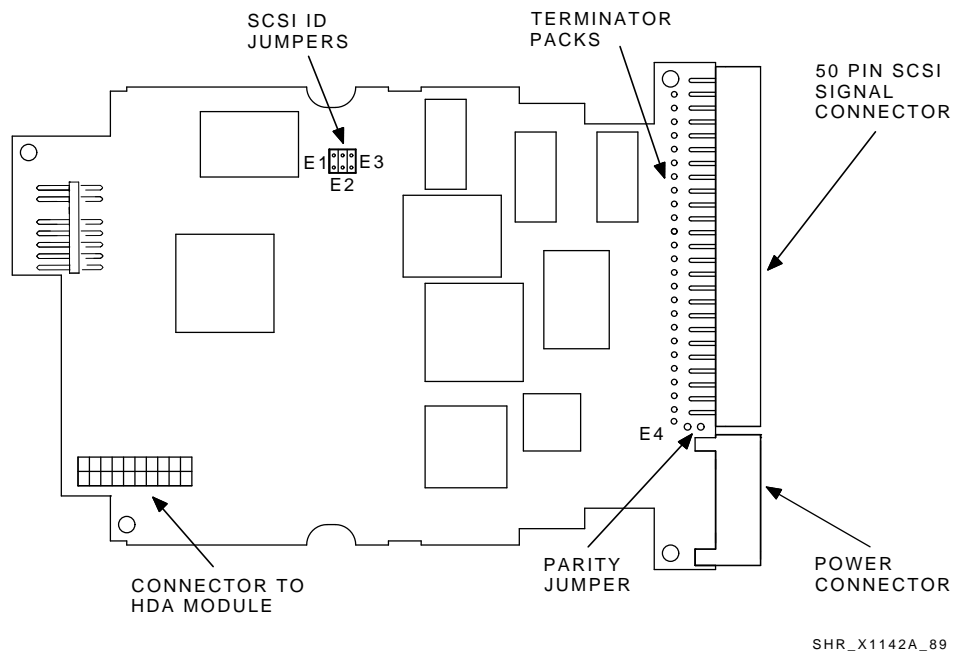 SCSI ID
JUMPERS
TERMINATOR
PACKS
50 PIN SCSI
SIGNAL
CONNECTOR
E1
E3
E2
E4
CONNECTOR TO
HDA MODULE
PARITY
JUMPER
POWER
CONNECTOR
SHR_X1142A_89